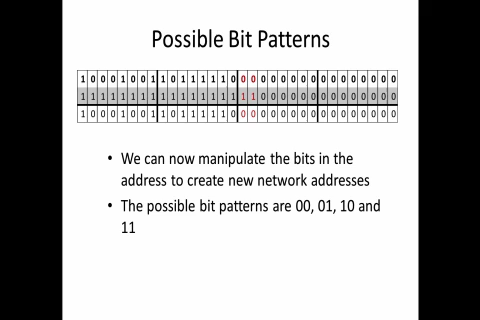 Possible Bit Patterns
1 0 0 0 1 0 0 1 1 0 1 1 1 1 1 0 0 0 0 0 0 0 0 0 0 0 0 0 0 0 0 0
1 1 1 1 1 1 1 1 1 1 1 1 1 1 1 1 1 1 0 0 0 0 0 0 0 0 0 0 0 0 0 0
1 0 0 0 1 0 0 1 1 0 1 1 1 1 1 0 0 0 0 0 0 0 0 0 0 0 0 0 0 0 0 0
• We can now manipulate the bits in the
address to create new network addresses
• The possible bit patterns are 00, 01, 10 and
11